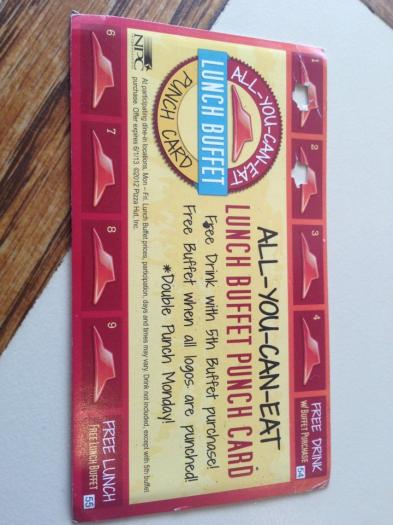 1
2
3
4
FREE DRINK
W/ BUFFET PURCHASE
54
ALL-YOU-CAN-EAT
LUNCH BUFFET
PUNCH CARD
ALL-YOU-CAN-EAT
LUNCH BUFFET PUNCH CARD
Free Drink with 5th Buffet purchase!
Free Buffet when all logos are punched!
*Double Punch Monday!
NPC
At participating dine-in locations, Mon – Fri. Lunch Buffet prices, participation, days and times may vary. Drink not included, except with 5th buffet
purchase. Offer expires 6/1/13. ©2012 Pizza Hut, Inc.
6
7
8
9
FREE LUNCH
FREE LUNCH BUFFET
55